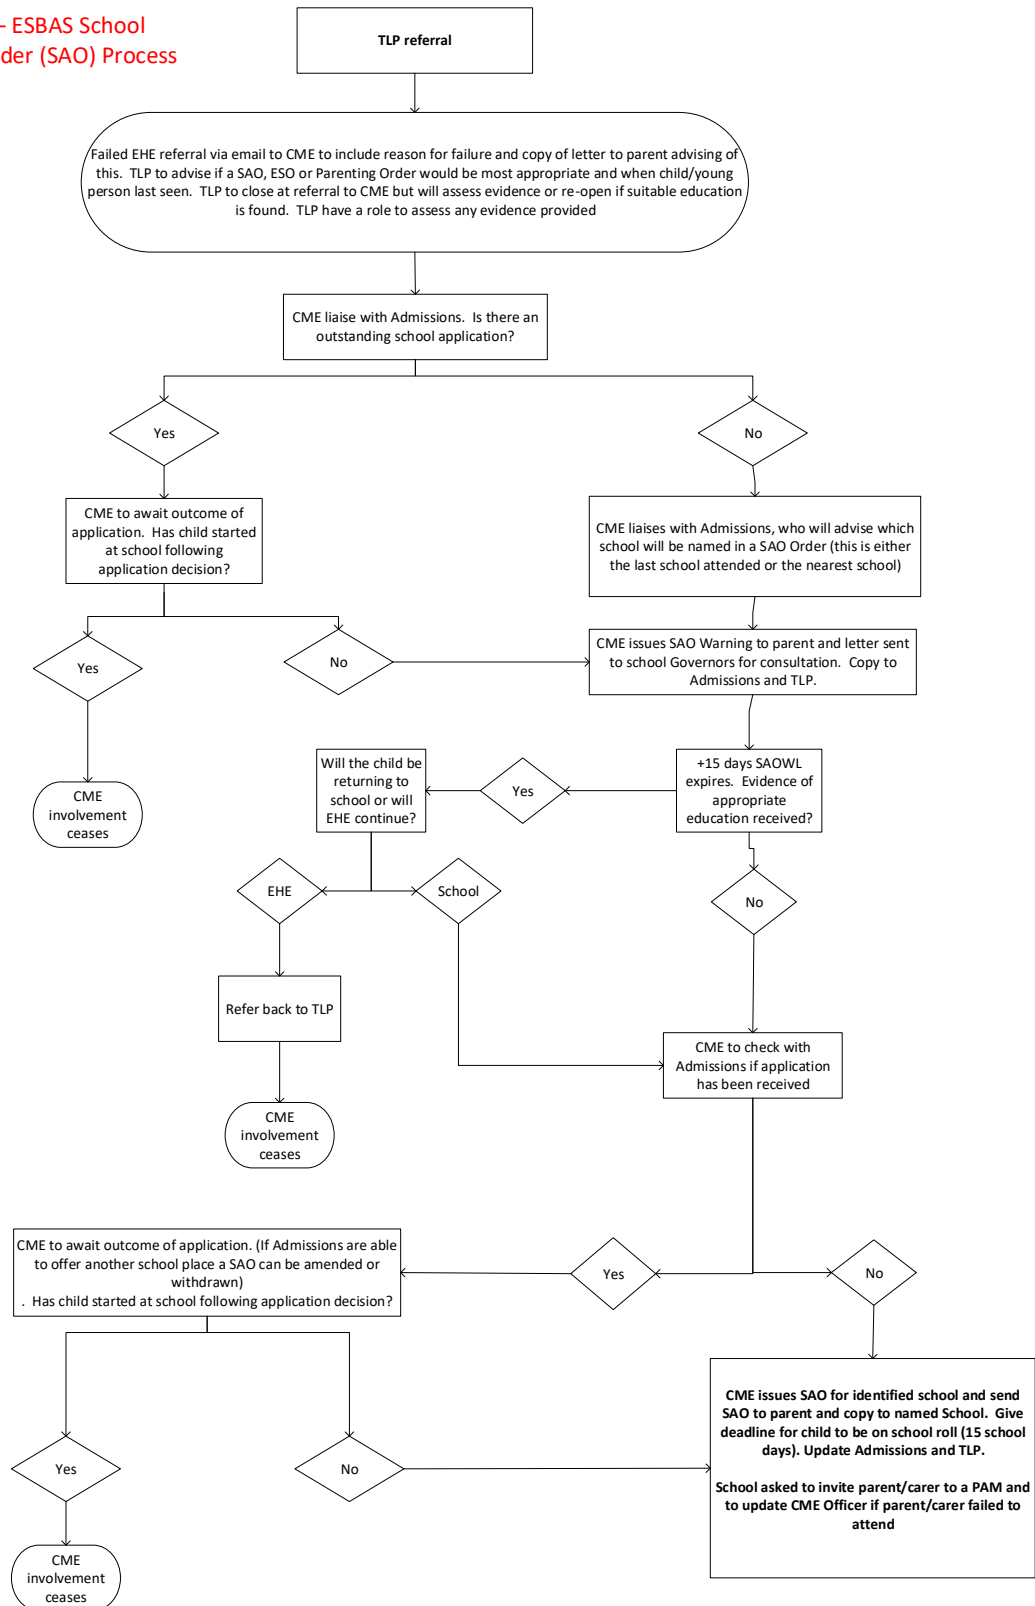 - ESBAS School
der (SAO) Process
TLP referral
Failed EHE referral via email to CME to include reason for failure and copy of letter to parent advising of
this.  TLP to advise if a SAO, ESO or Parenting Order would be most appropriate and when child/young
person last seen.  TLP to close at referral to CME but will assess evidence or re-open if suitable education
is found.  TLP have a role to assess any evidence provided
CME liaise with Admissions.  Is there an
outstanding school application?
Yes
No
CME to await outcome of
application.  Has child started
at school following
application decision?
CME liaises with Admissions, who will advise which
school will be named in a SAO Order (this is either
the last school attended or the nearest school)
Yes
No
CME issues SAO Warning to parent and letter sent
to school Governors for consultation.  Copy to
Admissions and TLP.
CME
involvement
ceases
Will the child be
returning to
school or will
EHE continue?
Yes
+15 days SAOWL
expires.  Evidence of
appropriate
education received?
EHE
School
No
Refer back to TLP
CME to check with
Admissions if application
has been received
CME
involvement
ceases
CME to await outcome of application. (If Admissions are able
to offer another school place a SAO can be amended or
withdrawn)
.  Has child started at school following application decision?
Yes
No
CME issues SAO for identified school and send
SAO to parent and copy to named School.  Give
deadline for child to be on school roll (15 school
days). Update Admissions and TLP.
School asked to invite parent/carer to a PAM and
to update CME Officer if parent/carer failed to
attend
Yes
No
CME
involvement
ceases